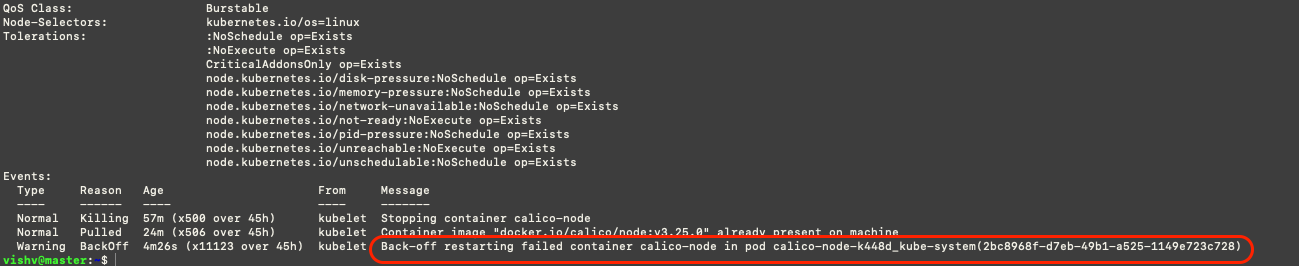 QoS Class: Burstable
Node-Selectors: kubernetes.io/os=linux
Tolerations: :NoSchedule op=Exists
:NoExecute op=Exists
CriticalAddonsOnly op=Exists
node.kubernetes.io/disk-pressure:NoSchedule op=Exists
node.kubernetes.io/memory-pressure:NoSchedule op=Exists
node.kubernetes.io/network-unavailable:NoSchedule op=Exists
node.kubernetes.io/not-ready:NoExecute op=Exists
node.kubernetes.io/pid-pressure:NoSchedule op=Exists
node.kubernetes.io/unreachable:NoExecute op=Exists
node.kubernetes.io/unschedulable:NoSchedule op=Exists
Events:
Type Reason Age From Message
---- ------ ---- ---- -------
Normal Killing 57m (x500 over 45h) kubelet Stopping container calico-node
Normal Pulled 24m (x506 over 45h) kubelet Container image "docker.io/calico/node:v3.25.0" already present on machine
Warning BackOff 4m26s (x11123 over 45h) kubelet Back-off restarting failed container calico-node in pod calico-node-k448d_kube-system(2bc8968f-d7eb-49b1-a525-1149e723c728)
vishv@master:~$